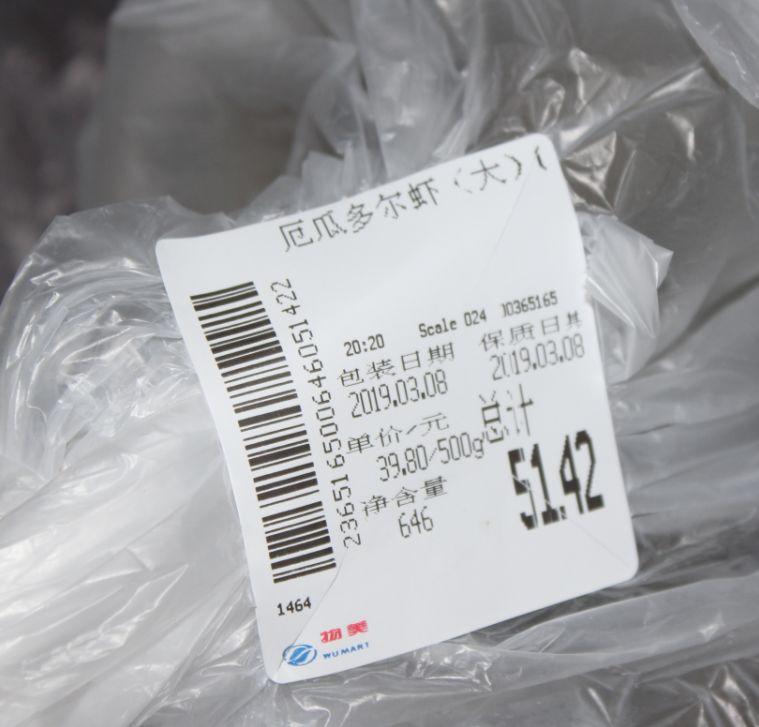 厄瓜多尔虾（大）(
236516500646051422
20:20 Scale 024 00365165
包装日期 保质日期
2019.03.08 2019.03.08
单价/元 总计
39.80/500g 51.42
净含量
646
1464
物美
WUMART